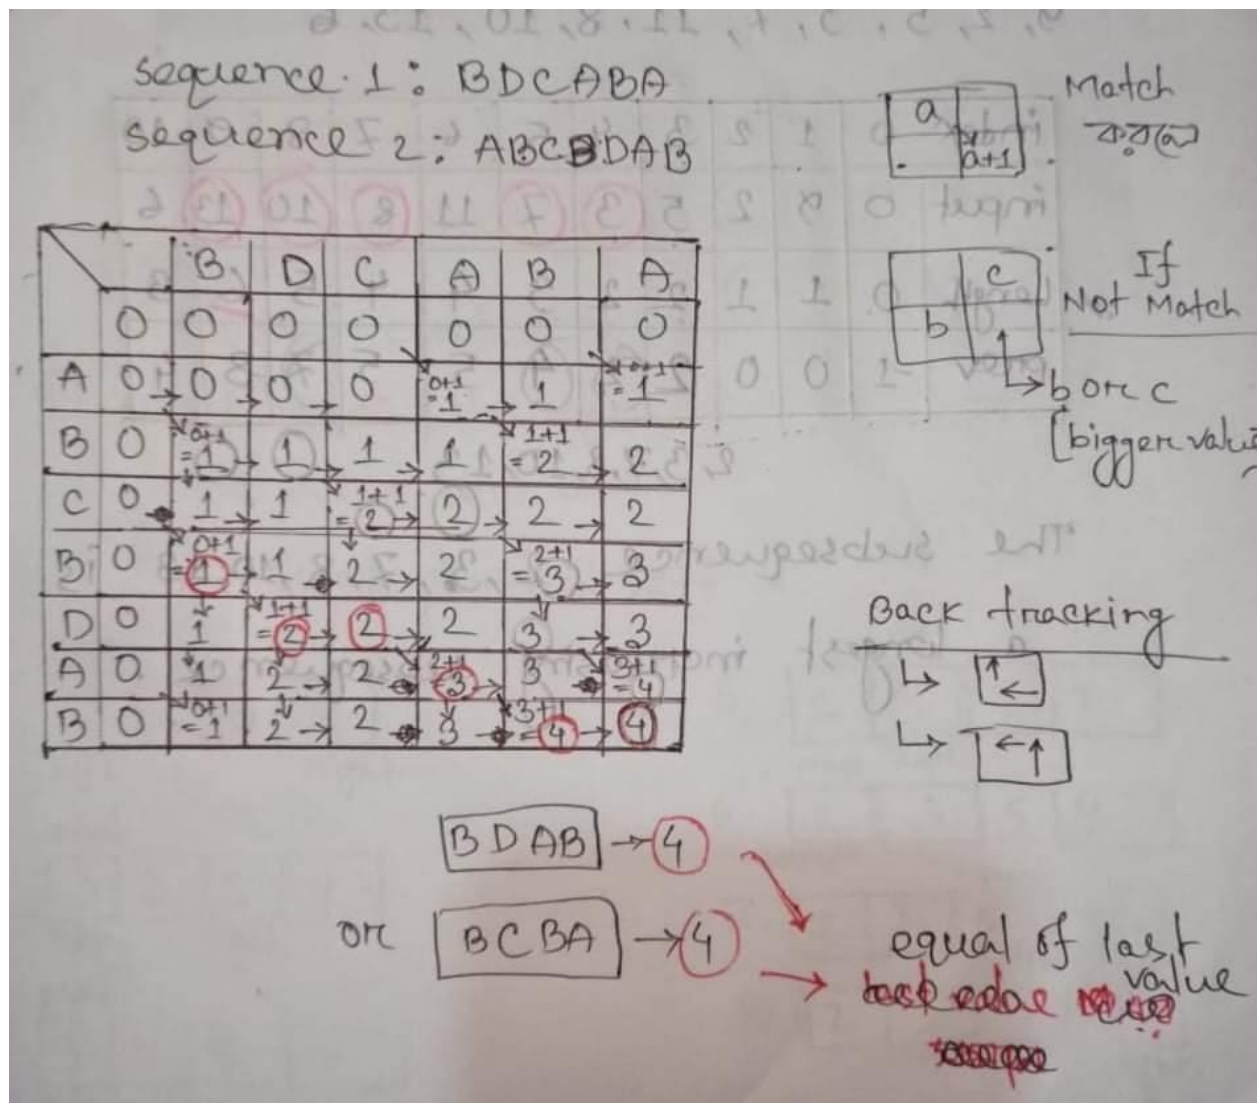 sequence 1: BDCABA
sequence 2: ABCBDAB
a
a+1
Match
করলে
c
b
If
Not Match
b or c
[bigger value
B D C A B A
0 0 0 0 0 0 0
A 0 0 0 0 0+1 =1 1 0+1 =1
B 0 0+1 =1 1 1 1 1+1 =2 2
C 0 1 1 1+1 =2 2 2 2
B 0 0+1 =1 1 2 2 2+1 =3 3
D 0 1 1+1 =2 2 2 3 3
A 0 1 2 2 2+1 =3 3 3+1 =4
B 0 0+1 =1 2 2 3 3+1 =4 4
Back tracking
BDAB → 4
or BCBA → 4
equal of last
value